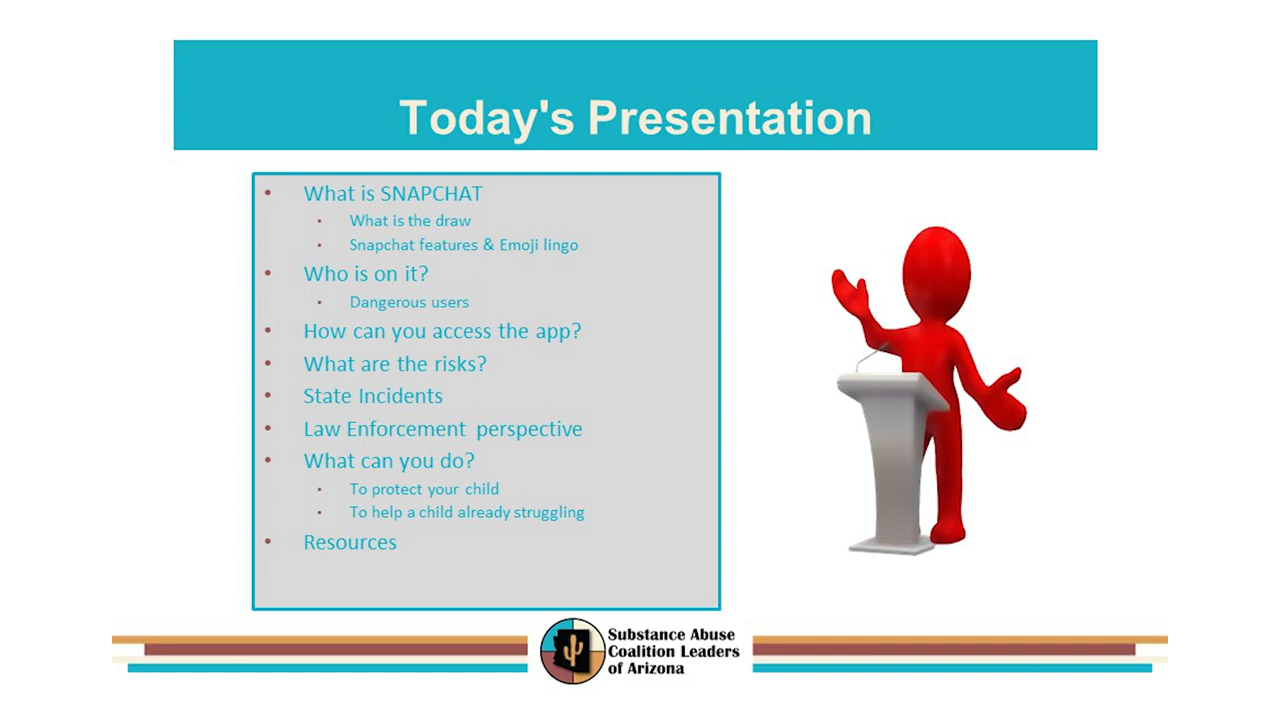 Today's Presentation
What is SNAPCHAT
What is the draw
Snapchat features & Emoji lingo
Who is on it?
Dangerous users
How can you access the app?
What are the risks?
State Incidents
Law Enforcement perspective
What can you do?
To protect your child
To help a child already struggling
Resources
Substance Abuse
Coalition Leaders
of Arizona